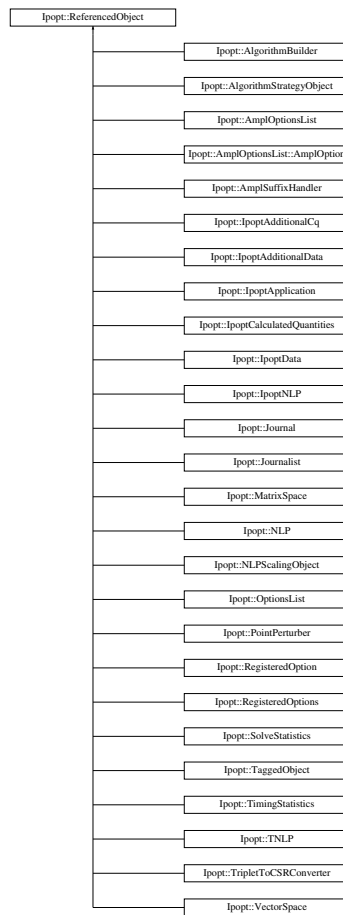 Ipopt::ReferencedObject
Ipopt::AlgorithmBuilder
Ipopt::AlgorithmStrategyObject
Ipopt::AmplOptionsList
Ipopt::AmplOptionsList::AmplOption
Ipopt::AmplSuffixHandler
Ipopt::IpoptAdditionalCq
Ipopt::IpoptAdditionalData
Ipopt::IpoptApplication
Ipopt::IpoptCalculatedQuantities
Ipopt::IpoptData
Ipopt::IpoptNLP
Ipopt::Journal
Ipopt::Journalist
Ipopt::MatrixSpace
Ipopt::NLP
Ipopt::NLPScalingObject
Ipopt::OptionsList
Ipopt::PointPerturber
Ipopt::RegisteredOption
Ipopt::RegisteredOptions
Ipopt::SolveStatistics
Ipopt::TaggedObject
Ipopt::TimingStatistics
Ipopt::TNLP
Ipopt::TripletToCSRConverter
Ipopt::VectorSpace